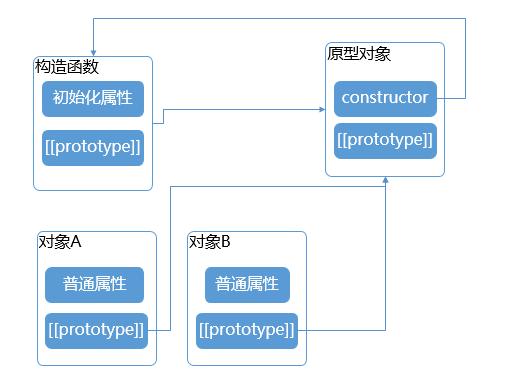 构造函数
初始化属性
[[prototype]]
原型对象
constructor
[[prototype]]
对象A
普通属性
[[prototype]]
对象B
普通属性
[[prototype]]